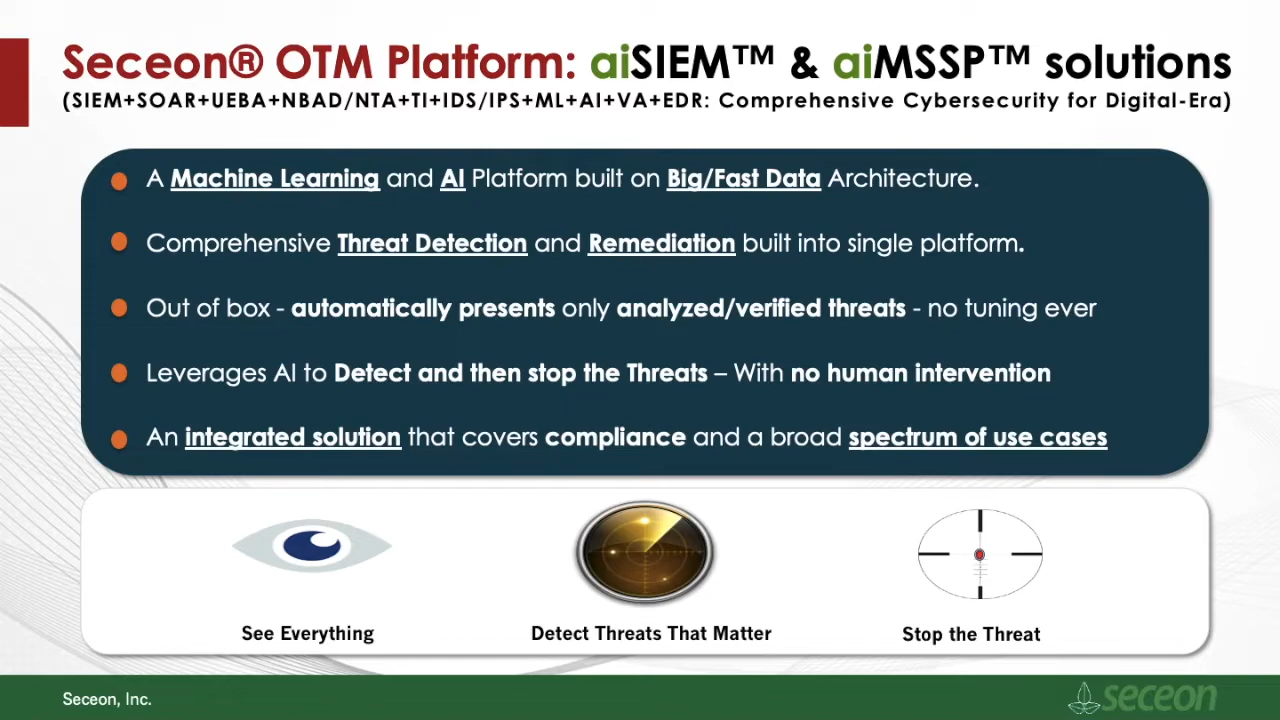 Seceon® OTM Platform: aiSIEM™ & aiMSSP™ solutions
(SIEM+SOAR+UEBA+NBAD/NTA+TI+IDS/IPS+ML+AI+VA+EDR: Comprehensive Cybersecurity for Digital-Era)
A Machine Learning and AI Platform built on Big/Fast Data Architecture.
Comprehensive Threat Detection and Remediation built into single platform.
Out of box - automatically presents only analyzed/verified threats - no tuning ever
Leverages AI to Detect and then stop the Threats – With no human intervention
An integrated solution that covers compliance and a broad spectrum of use cases
See Everything
Detect Threats That Matter
Stop the Threat
Seceon, Inc.
seceon